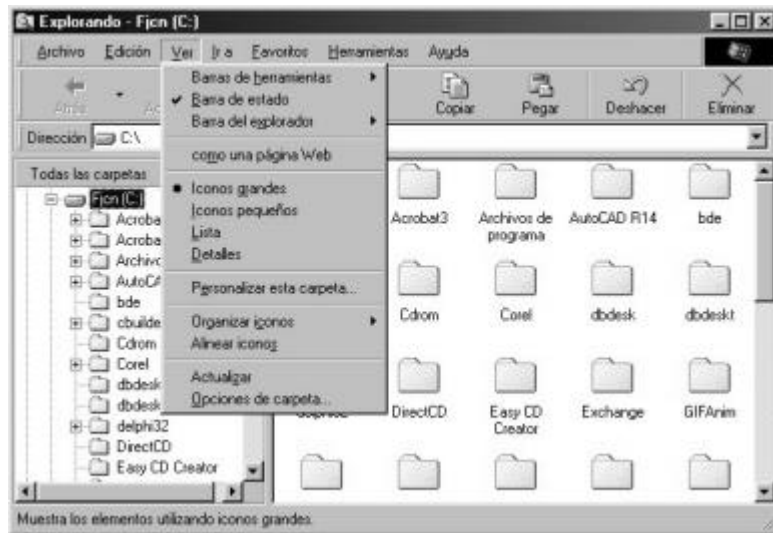 Explorando - Fjcn (C:)
Archivo Edición Ver Ir a Favoritos Herramientas Ayuda
Atrás
Copiar Pegar Deshacer Eliminar
Dirección C:\
Barras de herramientas
Barra de estado
Barra del explorador
como una página Web
Iconos grandes
Iconos pequeños
Lista
Detalles
Personalizar esta carpeta...
Organizar iconos
Alinear iconos
Actualizar
Opciones de carpeta...
Todas las carpetas
Fjcn (C:)
Acroba
Acroba
Archivo
AutoCA
bde
cbuilde
Cdrom
Corel
dbdesk
dbdesk
delphi32
DirectCD
Easy CD Creator
Acrobat3 Archivos de programa AutoCAD R14 bde
Cdrom Corel dbdesk dbdeskt
delphi32 DirectCD Easy CD Creator Exchange GIFAnim
Muestra los elementos utilizando iconos grandes.